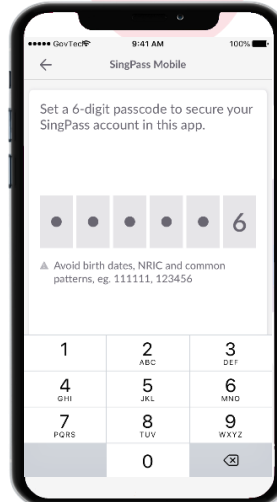 GovTech 9:41 AM 100%
SingPass Mobile
Set a 6-digit passcode to secure your
SingPass account in this app.
6
Avoid birth dates, NRIC and common
patterns, eg. 111111, 123456
1 2 3
ABC DEF
4 5 6
GHI JKL MNO
7 8 9
PQRS TUV WXYZ
0